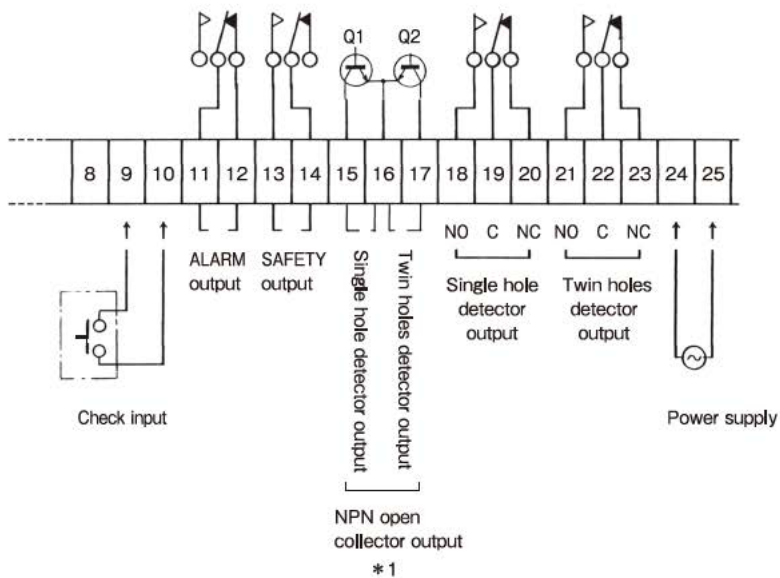 Q1 Q2
8 9 10 11 12 13 14 15 16 17 18 19 20 21 22 23 24 25
ALARM
output
SAFETY
output
Single hole detector output
Twin holes detector output
NO C NC
Single hole
detector
output
NO C NC
Twin holes
detector
output
Check input
Power supply
NPN open
collector output
*1